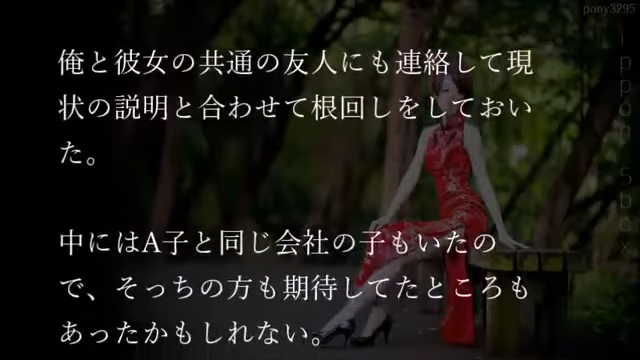 pony3295
俺と彼女の共通の友人にも連絡して現
状の説明と合わせて根回しをしておい
た。
中にはA子と同じ会社の子もいたの
で、そっちの方も期待してたところも
あったかもしれない。